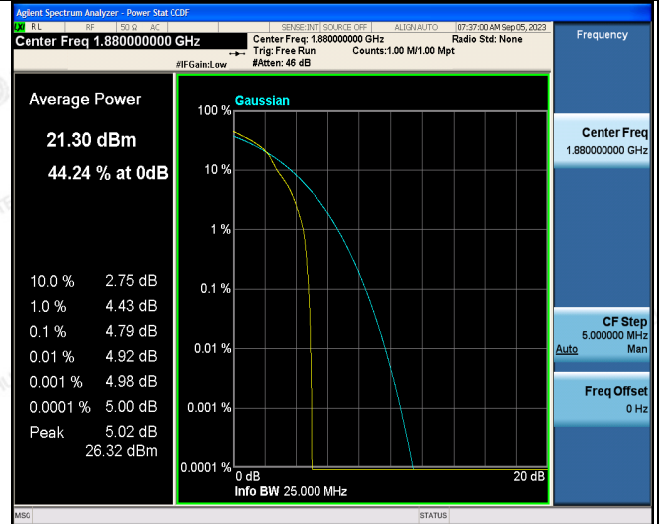 Agilent Spectrum Analyzer - Power Stat CCDF
RL RF 50 Ω AC SENSE:INT SOURCE OFF ALIGN AUTO 07:37:00 AM Sep 05, 2023
Center Freq 1.880000000 GHz
Center Freq: 1.880000000 GHz Radio Std: None
Trig: Free Run Counts:1.00 M/1.00 Mpt
#IFGain:Low #Atten: 46 dB
Frequency
Average Power
21.30 dBm
44.24 % at 0dB
10.0 % 2.75 dB
1.0 % 4.43 dB
0.1 % 4.79 dB
0.01 % 4.92 dB
0.001 % 4.98 dB
0.0001 % 5.00 dB
Peak 5.02 dB
26.32 dBm
Gaussian
100 %
10 %
1 %
0.1 %
0.01 %
0.001 %
0.0001 %
0 dB 20 dB
Info BW 25.000 MHz
Center Freq
1.880000000 GHz
CF Step
5.000000 MHz
Auto Man
Freq Offset
0 Hz
MSG STATUS